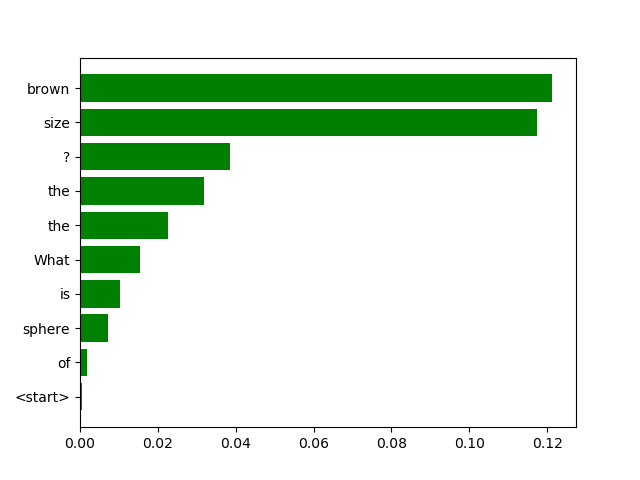 brown
size
?
the
the
What
is
sphere
of
<start>
0.00 0.02 0.04 0.06 0.08 0.10 0.12